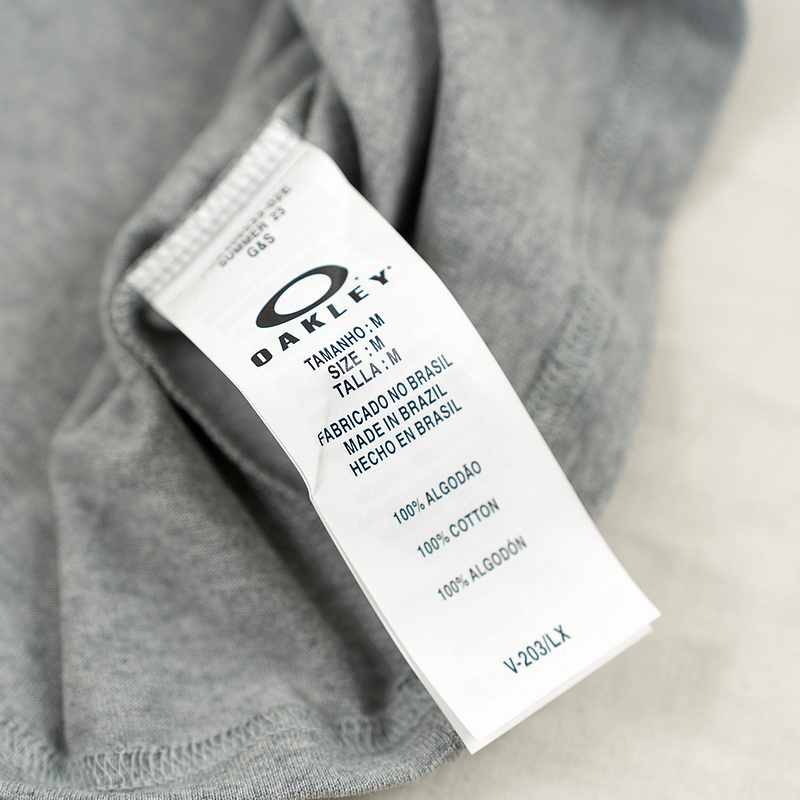 SUMMER 23
G&S
OAKLEY
TAMANHO : M
SIZE : M
TALLA : M
FABRICADO NO BRASIL
MADE IN BRAZIL
HECHO EN BRASIL
100% ALGODÃO
100% COTTON
100% ALGODÓN
V-203/LX